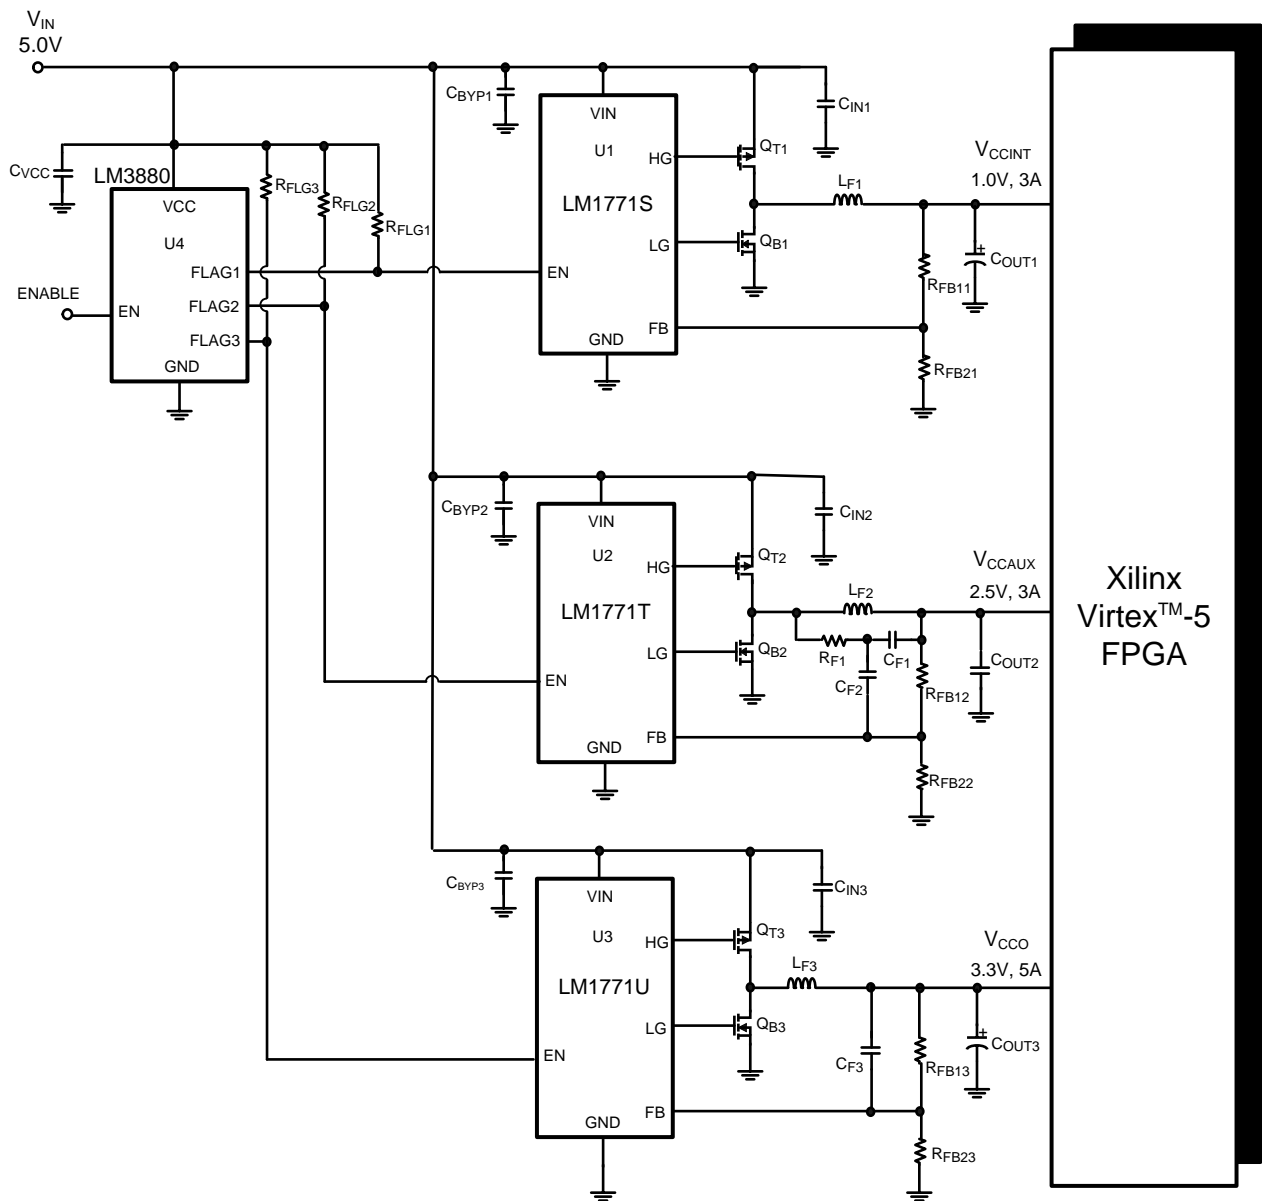 VIN
5.0V
CBYP1
VIN
CIN1
U1
HG
QT1
LM1771S
LG
QB1
EN
FB
GND
LF1
VCCINT
1.0V, 3A
RFB11
COUT1
RFB21
CVCC
LM3880
VCC
U4
RFLG3
RFLG2
RFLG1
FLAG1
FLAG2
FLAG3
ENABLE
EN
GND
CBYP2
VIN
CIN2
U2
HG
QT2
LM1771T
LG
QB2
EN
FB
GND
LF2
VCCAUX
2.5V, 3A
RF1
CF1
CF2
RFB12
COUT2
RFB22
Xilinx
Virtex™-5
FPGA
CBYP3
VIN
CIN3
U3
HG
QT3
LM1771U
LG
QB3
EN
FB
GND
LF3
VCCO
3.3V, 5A
CF3
RFB13
COUT3
RFB23